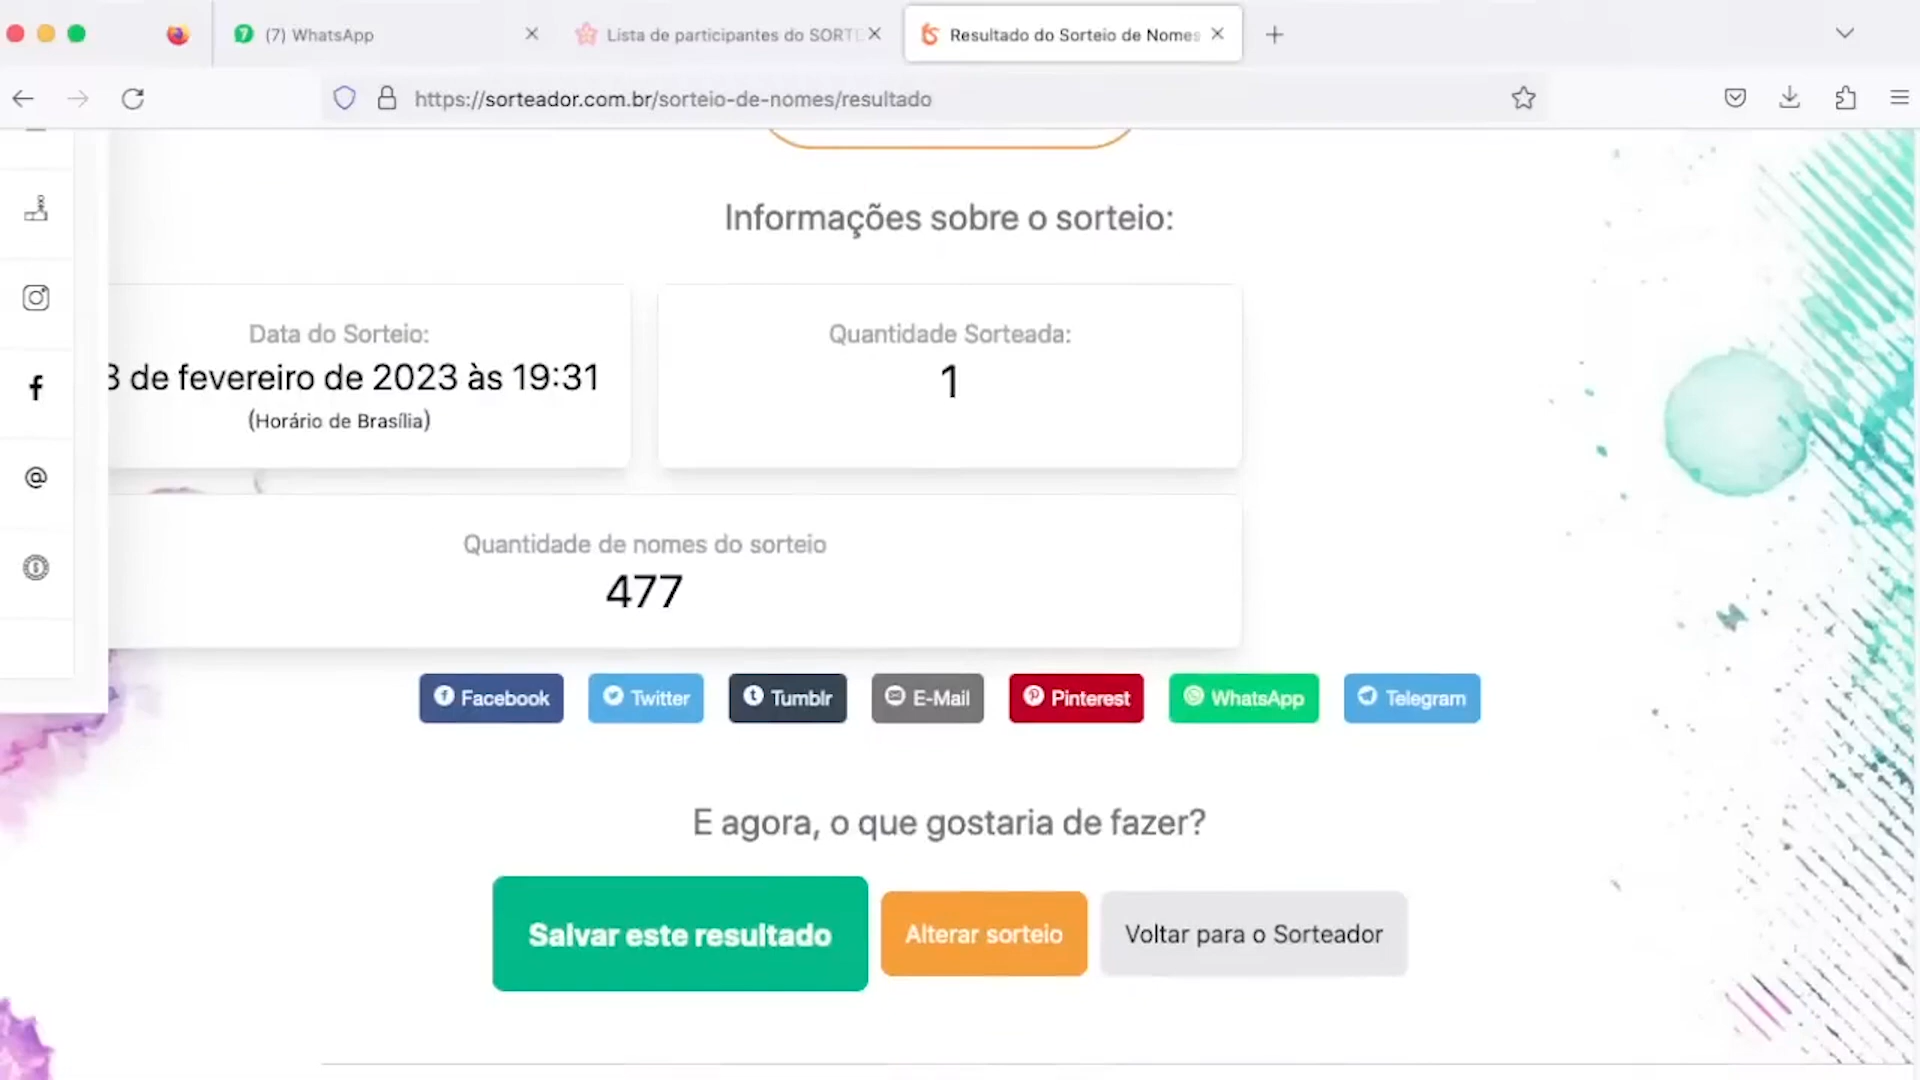 (7) WhatsApp
Lista de participantes do SORTE
Resultado do Sorteio de Nomes
https://sorteador.com.br/sorteio-de-nomes/resultado
Informações sobre o sorteio:
Data do Sorteio:
3 de fevereiro de 2023 às 19:31
(Horário de Brasília)
Quantidade Sorteada:
1
Quantidade de nomes do sorteio
477
Facebook
Twitter
Tumblr
E-Mail
Pinterest
WhatsApp
Telegram
E agora, o que gostaria de fazer?
Salvar este resultado
Alterar sorteio
Voltar para o Sorteador